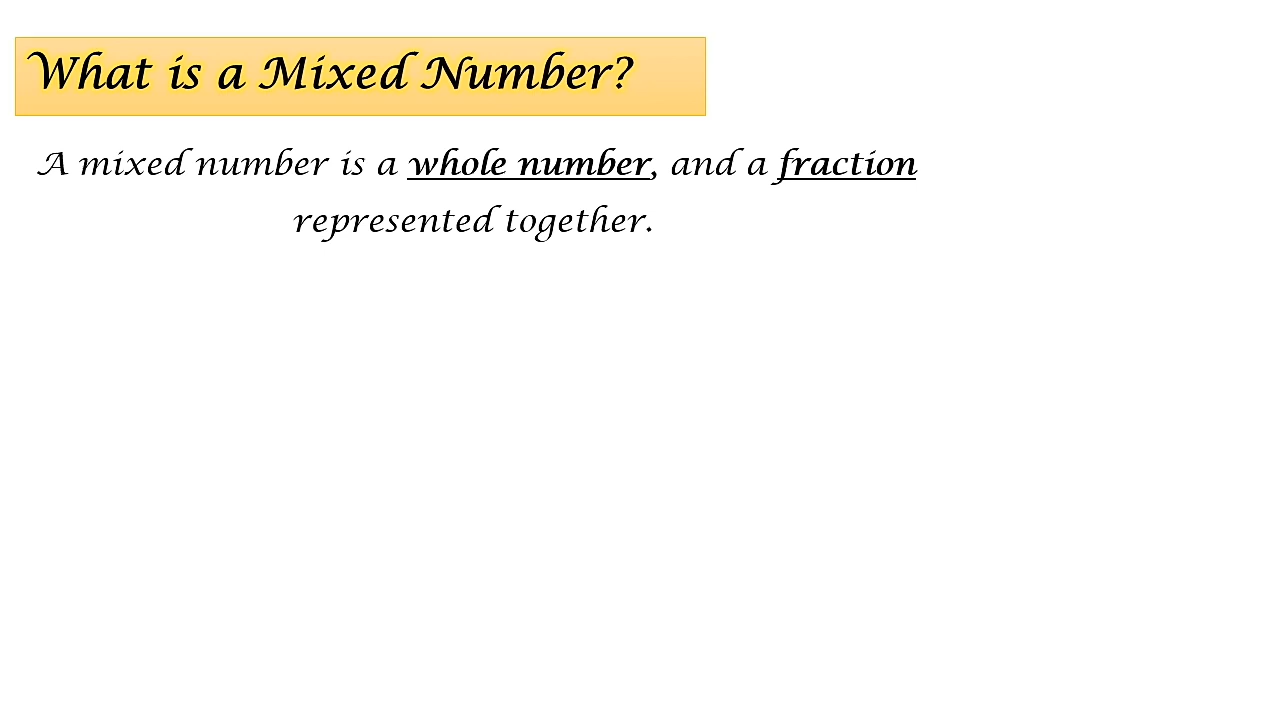 What is a Mixed Number?
A mixed number is a whole number, and a fraction
represented together.